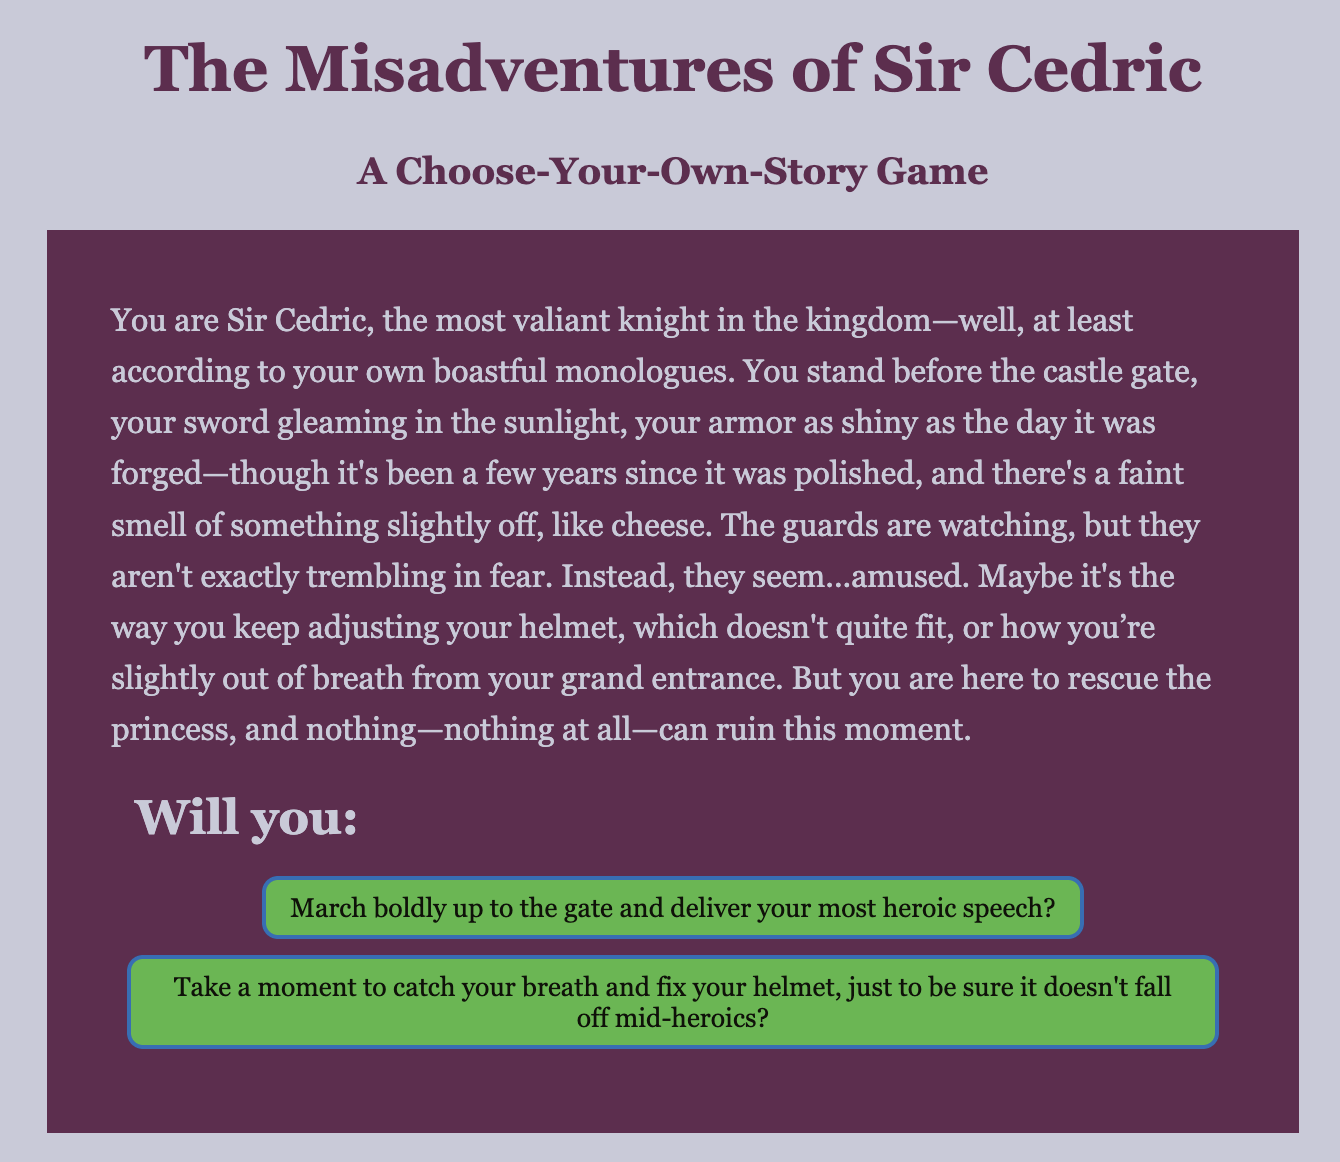 The Misadventures of Sir Cedric
A Choose-Your-Own-Story Game
You are Sir Cedric, the most valiant knight in the kingdom—well, at least
according to your own boastful monologues. You stand before the castle gate,
your sword gleaming in the sunlight, your armor as shiny as the day it was
forged—though it's been a few years since it was polished, and there's a faint
smell of something slightly off, like cheese. The guards are watching, but they
aren't exactly trembling in fear. Instead, they seem...amused. Maybe it's the
way you keep adjusting your helmet, which doesn't quite fit, or how you’re
slightly out of breath from your grand entrance. But you are here to rescue the
princess, and nothing—nothing at all—can ruin this moment.
Will you:
March boldly up to the gate and deliver your most heroic speech?
Take a moment to catch your breath and fix your helmet, just to be sure it doesn't fall
off mid-heroics?